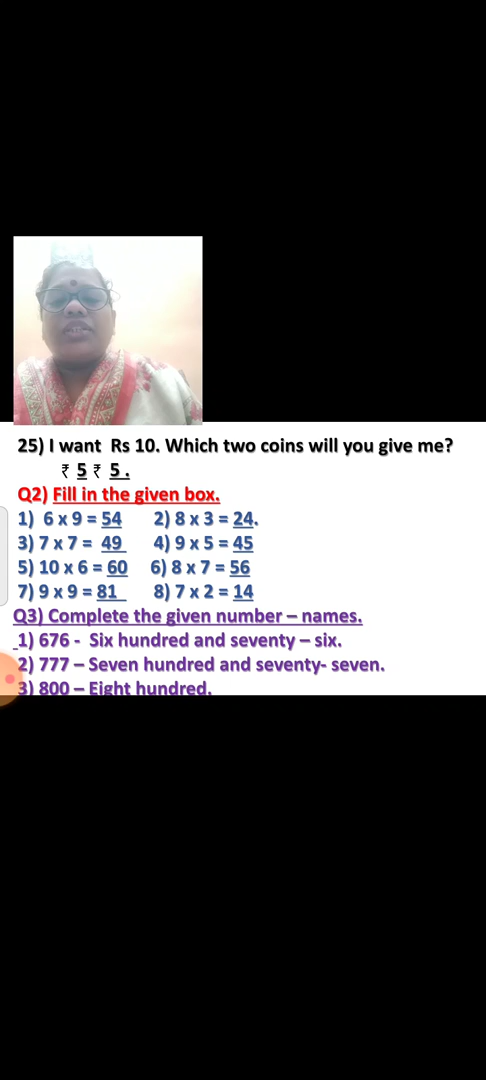 25) I want Rs 10. Which two coins will you give me?
₹ 5 ₹ 5 .
Q2) Fill in the given box.
1) 6 x 9 = 54 2) 8 x 3 = 24.
3) 7 x 7 = 49 4) 9 x 5 = 45
5) 10 x 6 = 60 6) 8 x 7 = 56
7) 9 x 9 = 81 8) 7 x 2 = 14
Q3) Complete the given number – names.
1) 676 - Six hundred and seventy – six.
2) 777 – Seven hundred and seventy- seven.
3) 800 – Eight hundred.